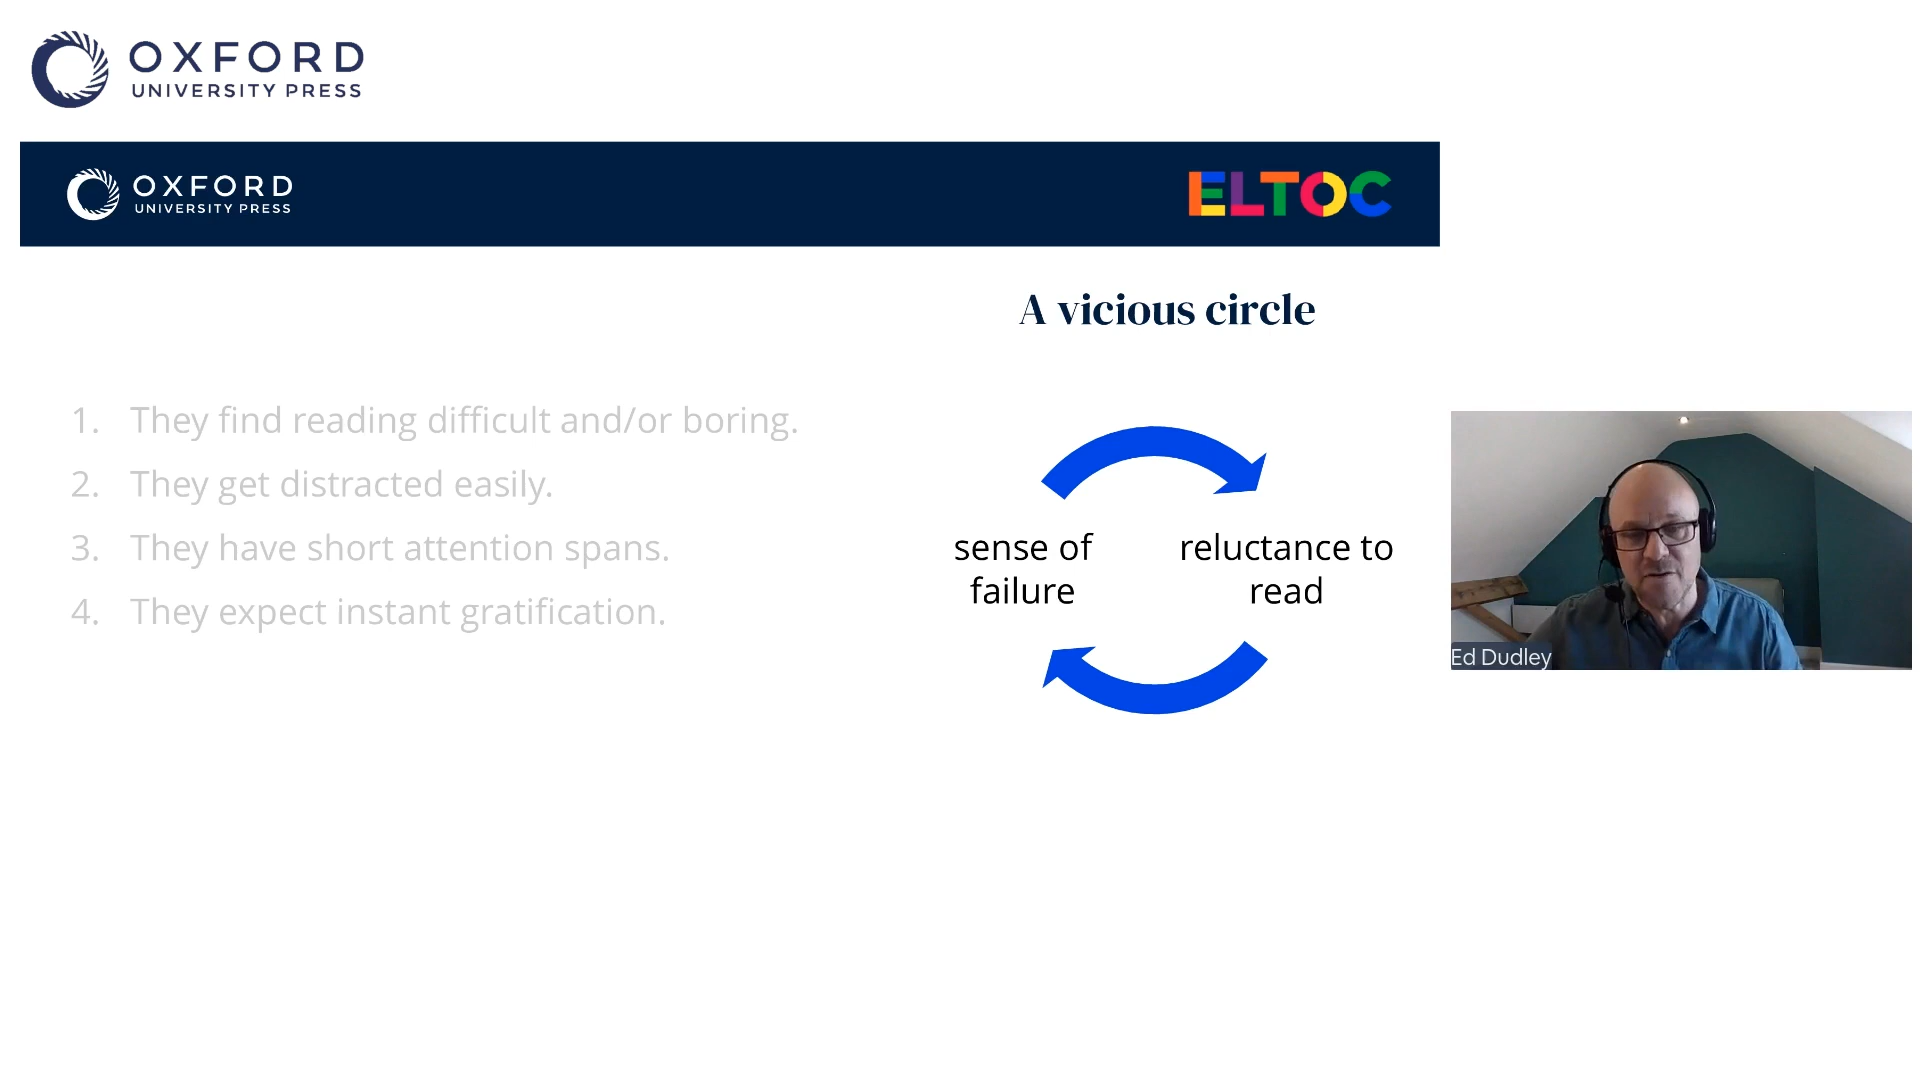 OXFORD
UNIVERSITY PRESS
OXFORD
UNIVERSITY PRESS
ELTOC
A vicious circle
1. They find reading difficult and/or boring.
2. They get distracted easily.
3. They have short attention spans.
4. They expect instant gratification.
sense of
failure
reluctance to
read
Ed Dudley